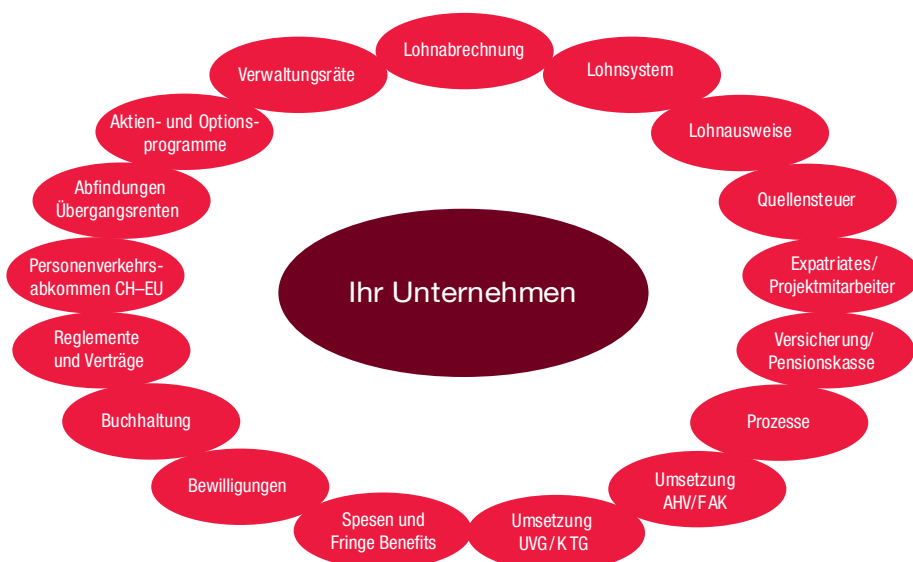 Lohnabrechnung
Lohnsystem
Lohnausweise
Quellensteuer
Expatriates/
Projektmitarbeiter
Versicherung/
Pensionskasse
Prozesse
Umsetzung
AHV/FAK
Umsetzung
UVG/KTG
Spesen und
Fringe Benefits
Bewilligungen
Buchhaltung
Reglemente
und Verträge
Personenverkehrs-
abkommen CH–EU
Abfindungen
Übergangsrenten
Aktien- und Options-
programme
Verwaltungsräte
Ihr Unternehmen